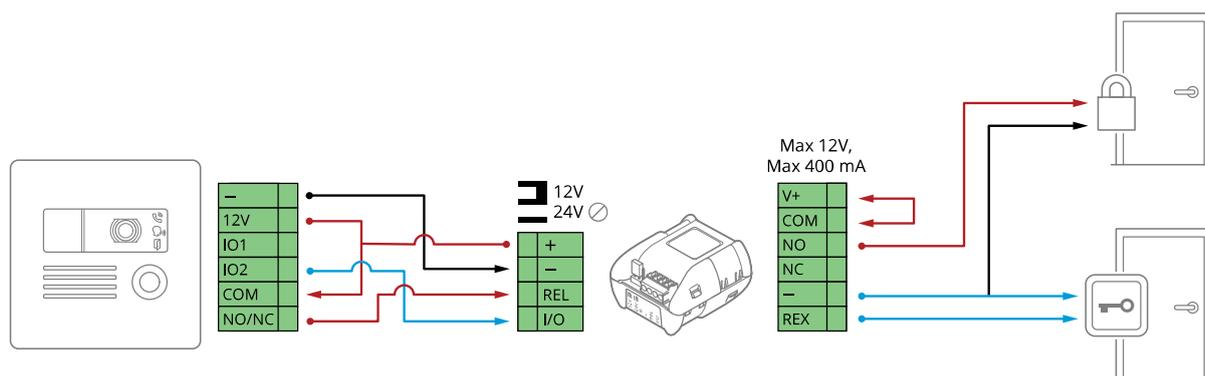 Max 12V,
Max 400 mA
–
12V
IO1
IO2
COM
NO/NC
12V
24V
+
–
REL
I/O
V+
COM
NO
NC
–
REX